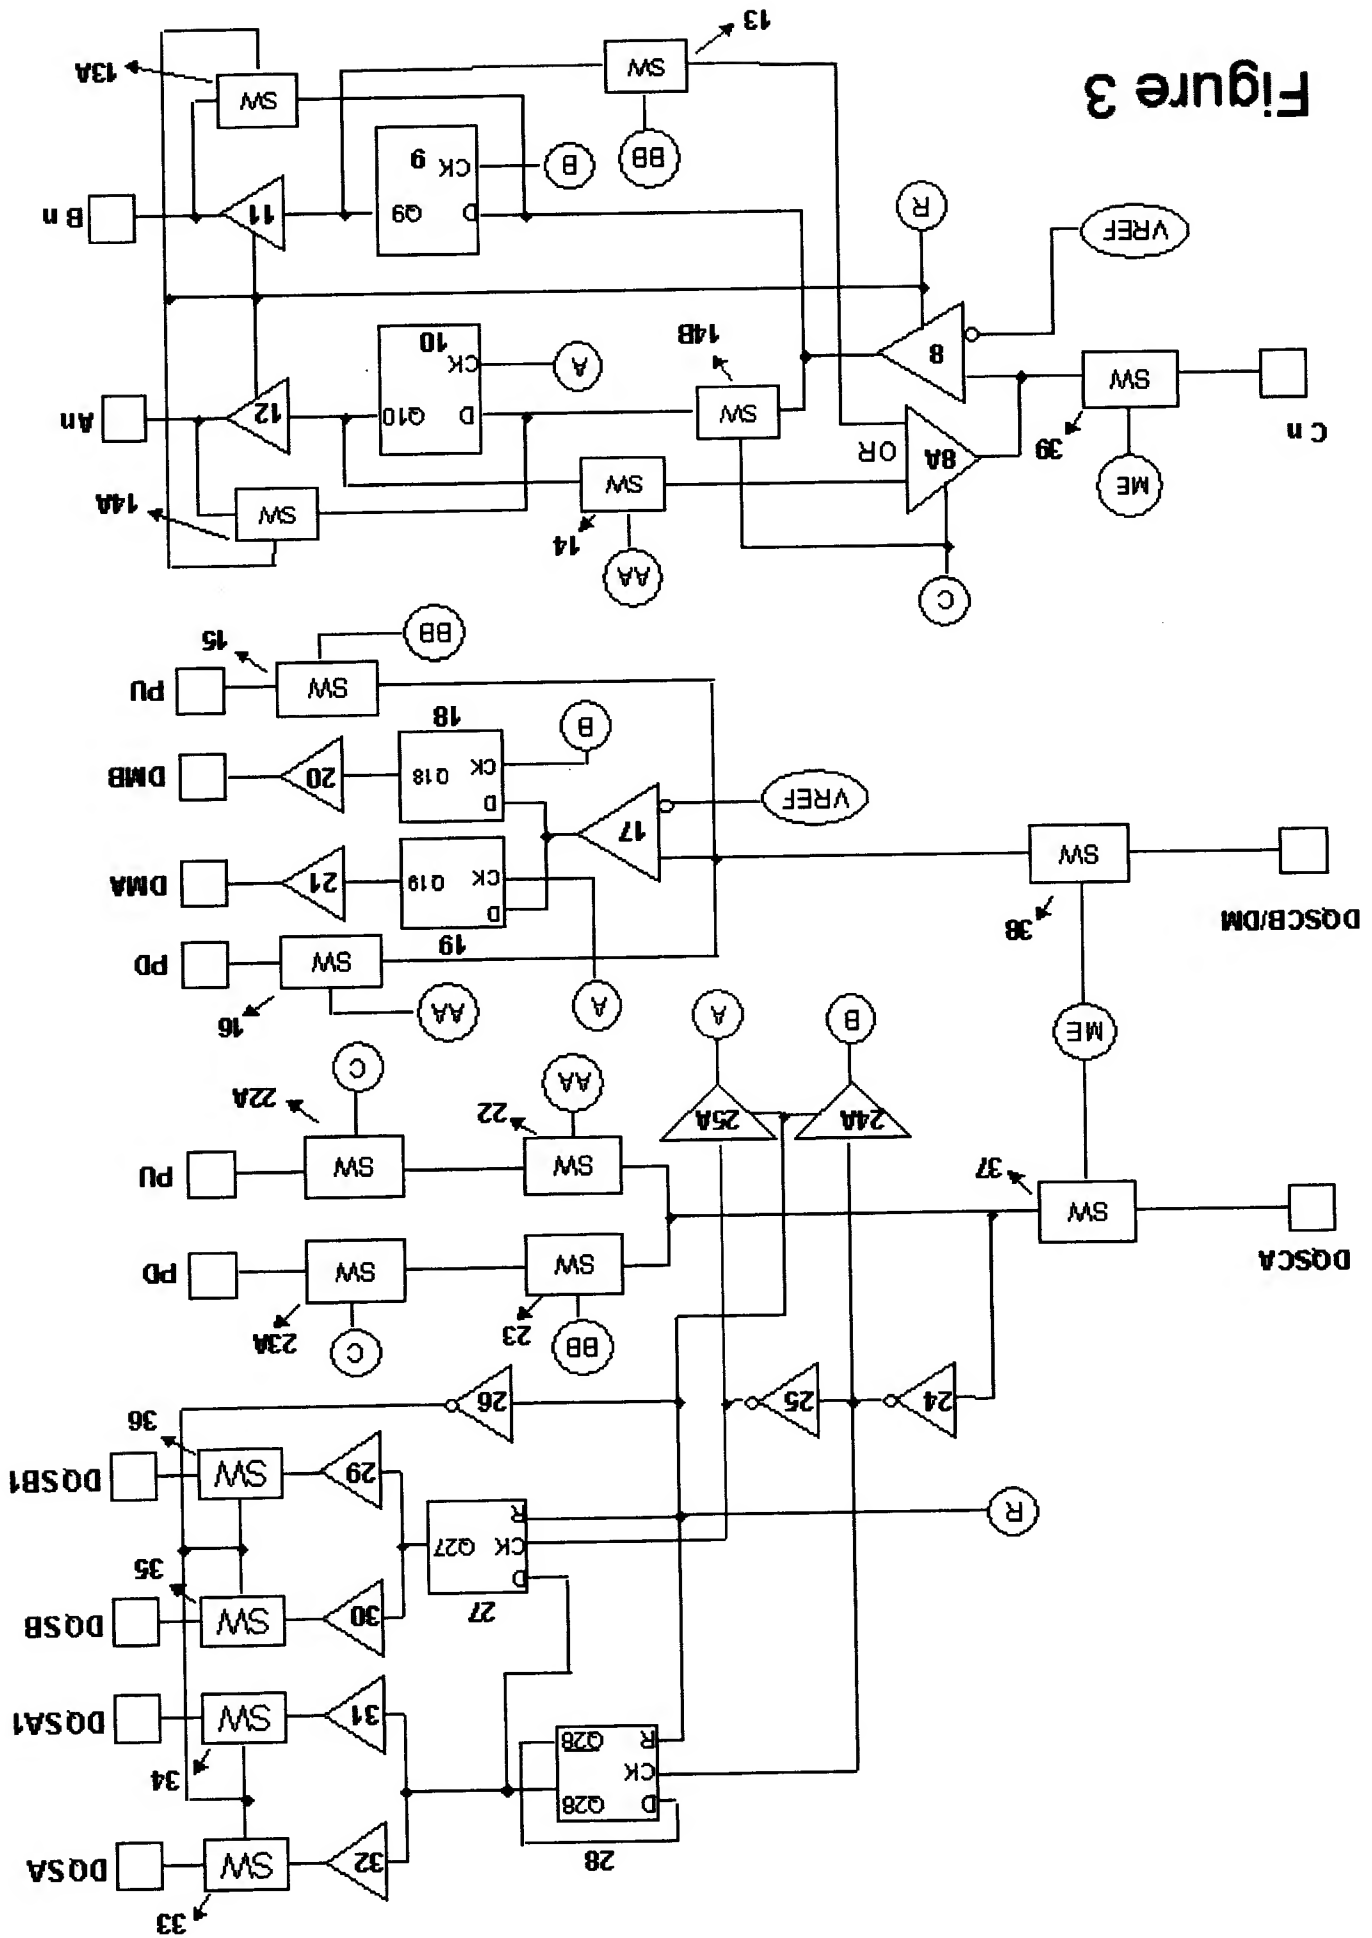 33
28
32
SW
DQSA
D
Q28
34
CK
R
Q28
31
SW
DQSA1
27
30
SW
DQSB
D
35
CK
Q27
R
R
29
SW
DQSB1
36
24
25
26
BB
C
23
23A
DQSCA
SW
SW
SW
PD
37
SW
SW
PU
24A
25A
22
22A
AA
C
ME
B
A
A
AA
16
DQSCB/DM
38
SW
PD
19
D
CK
Q19
21
DMA
SW
17
VREF
D
CK
Q18
20
DMB
B
18
SW
PU
15
BB
C
AA
14
14A
ME
SW
SW
8A
OR
39
SW
D
Q10
12
An
C n
SW
14B
A
CK
10
8
VREF
R
D
Q9
11
B n
BB
B
CK
9
Figure 3
SW
SW
13A
13